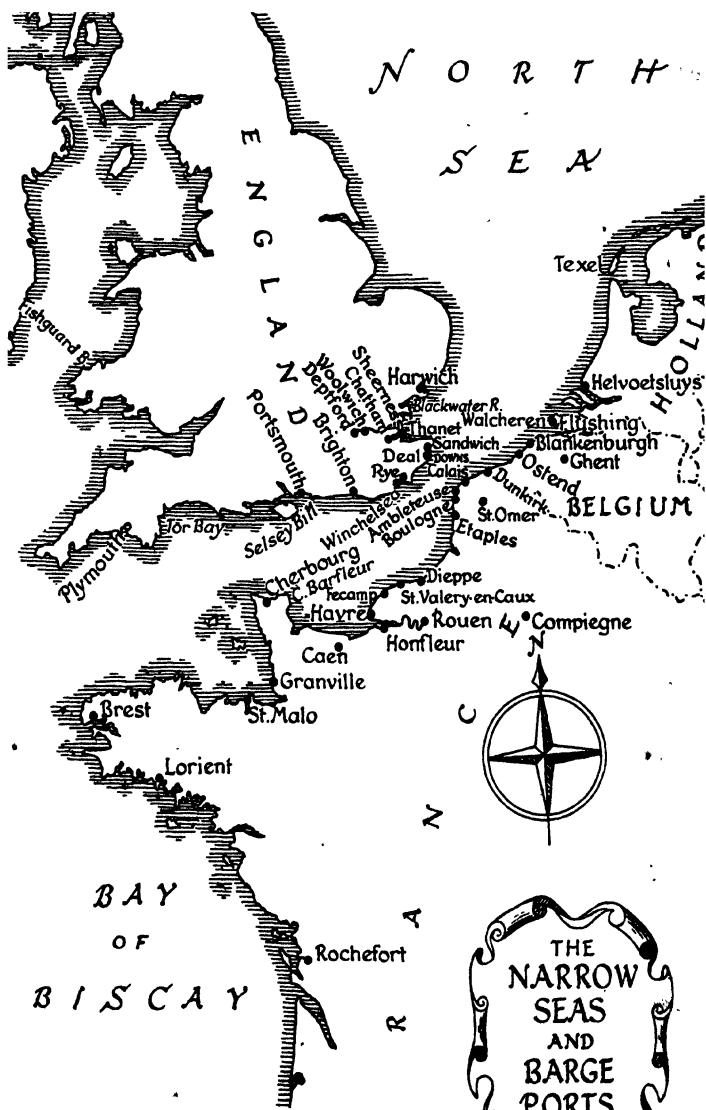 NORTH
SEA
ENGLAND
Texel
HOLLAND
Fishguard B.
Harwich
Helvoetsluys
Sheerness
Chatham
Woolwich
Deptford
Blackwater R.
Walcheren
Flushing
Thanet
Portsmouth
Brighton
Sandwich
Blankenburgh
Deal
Downs
Ghent
Rye
Calais
Ostend
Dunkirk
BELGIUM
Winchelsea
Ambleteuse
Boulogne
St.Omer
Tor Bay
Selsey Bill
Etaples
Plymouth
Cherbourg
C. Barfleur
Dieppe
Fecamp
St.Valery-en-Caux
Havre
Rouen
Compiegne
Honfleur
Caen
N
Granville
Brest
St.Malo
FRANCE
Lorient
BAY
OF
BISCAY
Rochefort
THE
NARROW
SEAS
AND
BARGE
PORTS